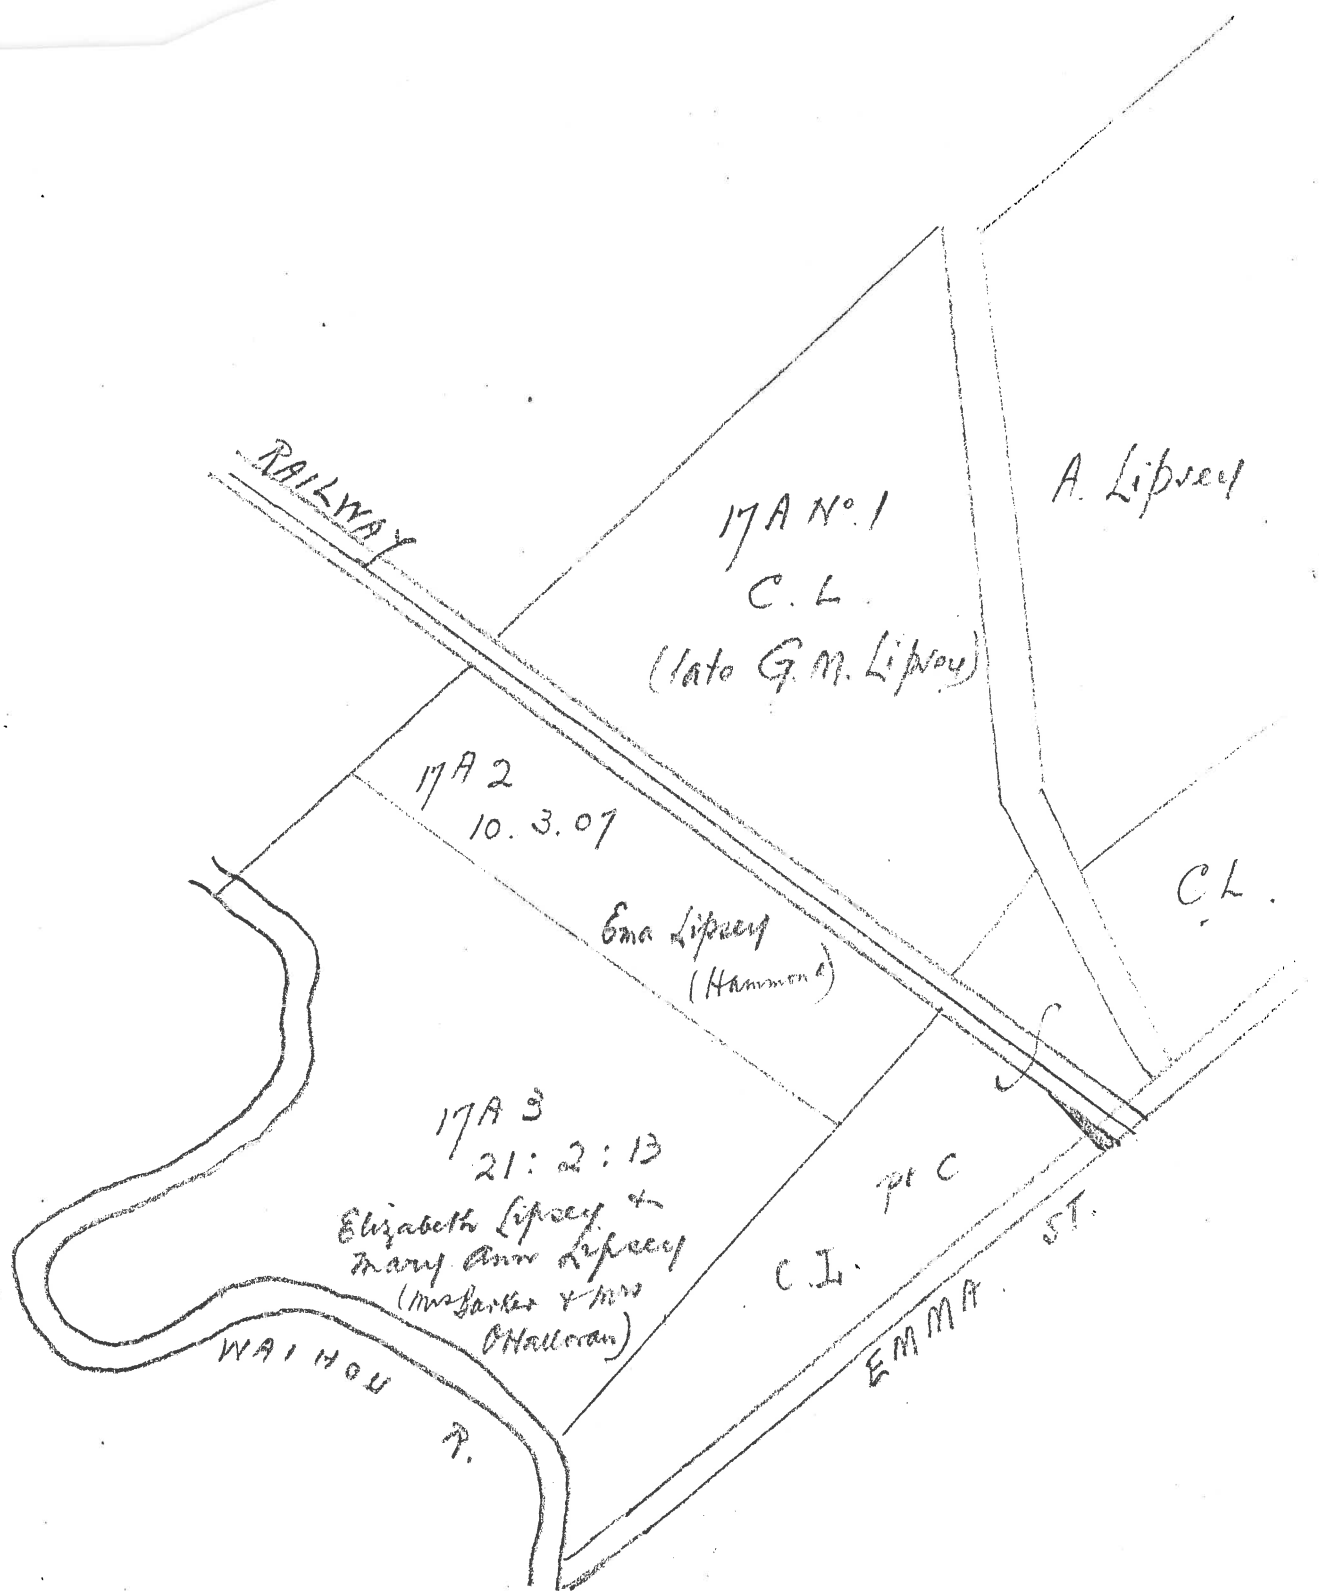 RAILWAY
A. Lipsey
17A No. 1
C. L.
(late G. M. Lipsey)
17A 2
10. 3. 07
Ema Lipsey
(Hammond)
C L.
17A 3
21 : 2 : 13
Elizabeth Lipsey &
Mary Ann Lipsey
(Mrs Barker & Mrs
O'Halloran)
pt C
C. L.
EMMA ST.
WAIHOU R.